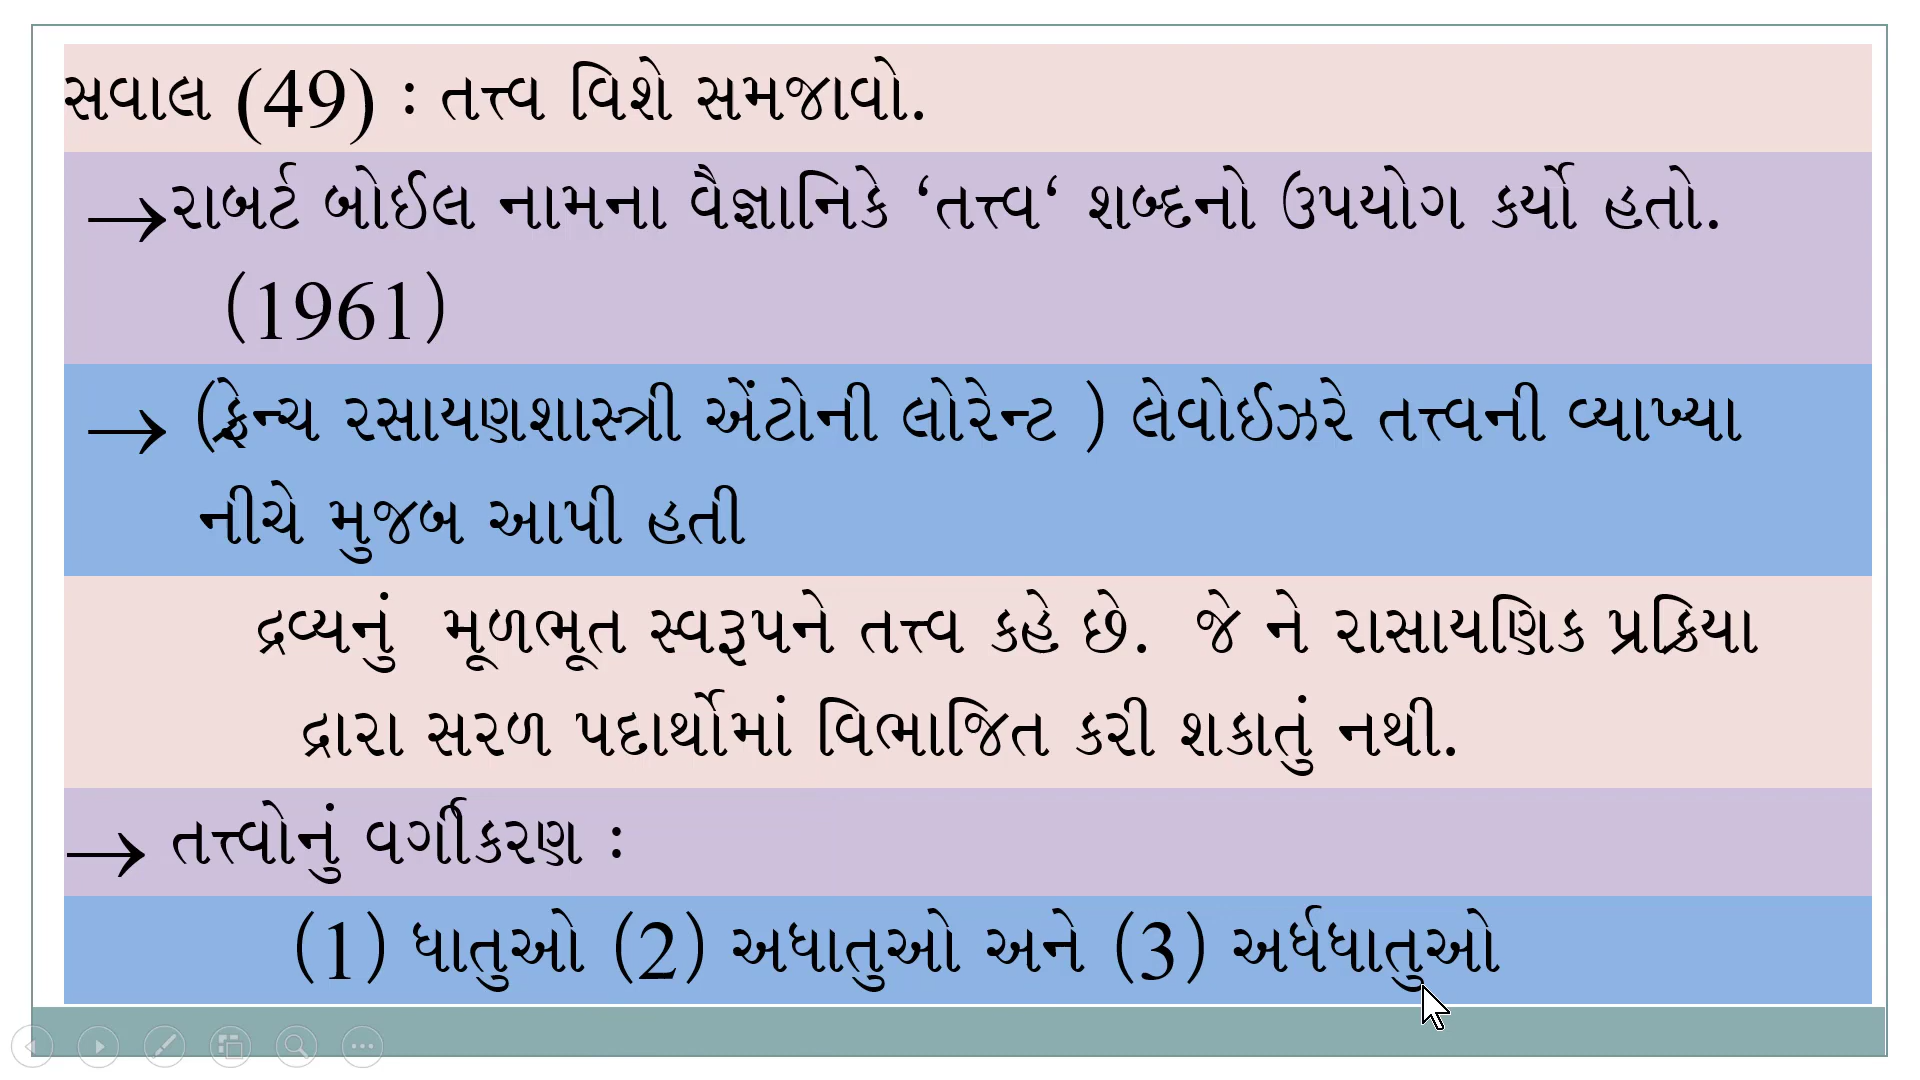 સવાલ (49) : તત્ત્વ વિશે સમજાવો.
→રાબર્ટ બોઈલ નામના વૈજ્ઞાનિકે ‘તત્ત્વ‘ શબ્દનો ઉપયોગ કર્યો હતો.
(1961)
→ (ફ્રેન્ચ રસાયણશાસ્ત્રી એંટોની લોરેન્ટ ) લેવોઈઝરે તત્ત્વની વ્યાખ્યા
નીચે મુજબ આપી હતી
દ્રવ્યનું મૂળભૂત સ્વરૂપને તત્ત્વ કહે છે. જે ને રાસાયણિક પ્રક્રિયા
દ્રારા સરળ પદાર્થોમાં વિભાજિત કરી શકાતું નથી.
→ તત્ત્વોનું વર્ગીકરણ :
(1) ધાતુઓ (2) અધાતુઓ અને (3) અર્ધધાતુઓ